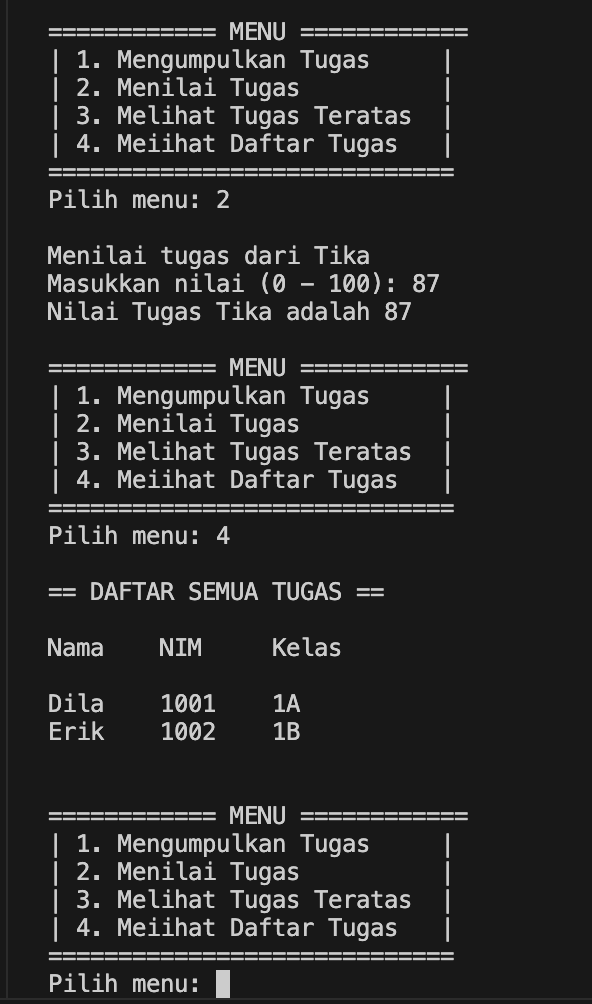 ============ MENU ============
| 1. Mengumpulkan Tugas     |
| 2. Menilai Tugas          |
| 3. Melihat Tugas Teratas  |
| 4. Meiihat Daftar Tugas   |
=============================
Pilih menu: 2
Menilai tugas dari Tika
Masukkan nilai (0 - 100): 87
Nilai Tugas Tika adalah 87
============ MENU ============
| 1. Mengumpulkan Tugas     |
| 2. Menilai Tugas          |
| 3. Melihat Tugas Teratas  |
| 4. Meiihat Daftar Tugas   |
=============================
Pilih menu: 4
== DAFTAR SEMUA TUGAS ==
Nama    NIM     Kelas
Dila    1001    1A
Erik    1002    1B
============ MENU ============
| 1. Mengumpulkan Tugas     |
| 2. Menilai Tugas          |
| 3. Melihat Tugas Teratas  |
| 4. Meiihat Daftar Tugas   |
=============================
Pilih menu: